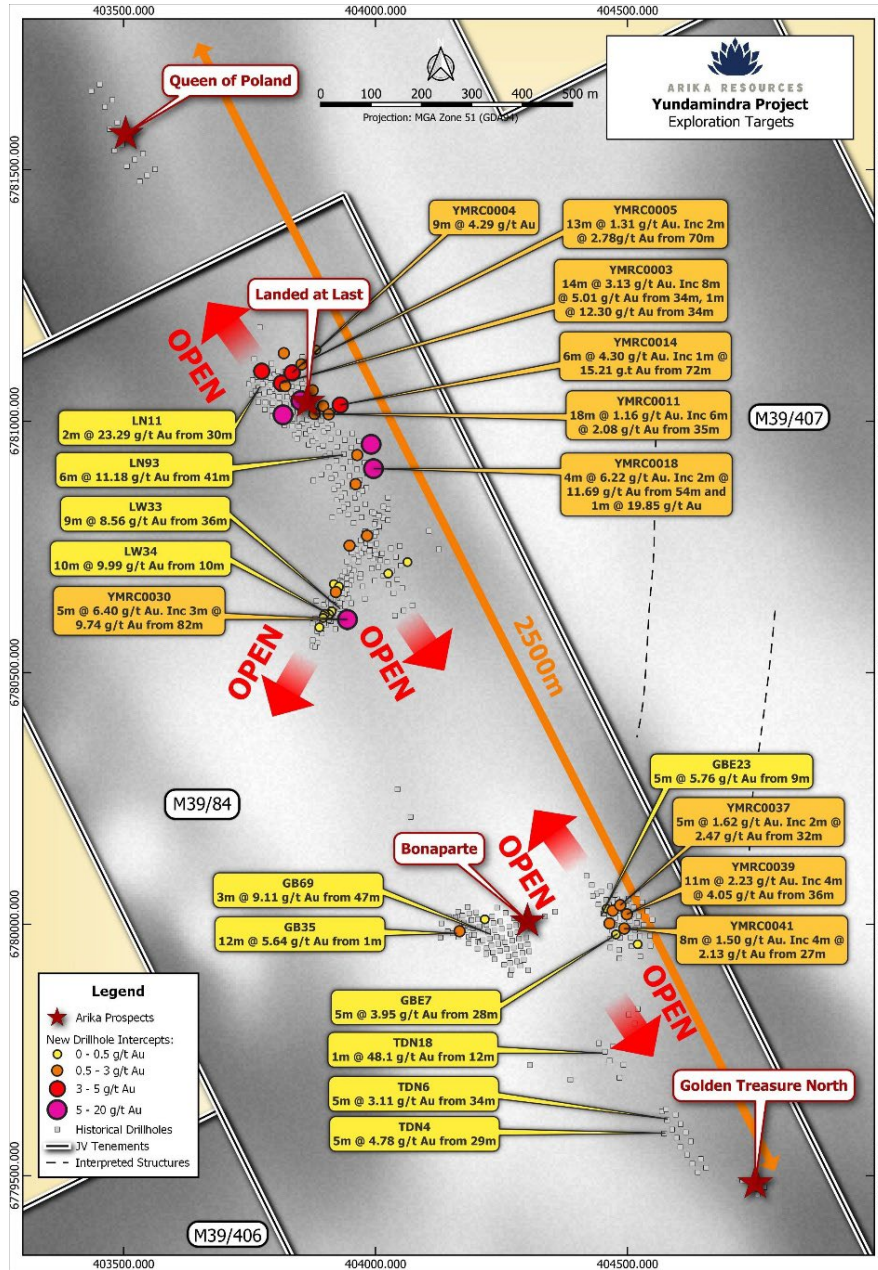 403500.000
404000.000
404500.000
Queen of Poland
0 100 200 300 400 500 m
Projection: MGA Zone 51 (GDA94)
ARIKA RESOURCES
Yundamindra Project
Exploration Targets
6781500.000
6781000.000
6780500.000
6780000.000
6779500.000
YMRC0004
9m @ 4.29 g/t Au
YMRC0005
13m @ 1.31 g/t Au. Inc 2m
@ 2.78g/t Au from 70m
YMRC0003
14m @ 3.13 g/t Au. Inc 8m
@ 5.01 g/t Au from 34m, 1m
@ 12.30 g/t Au from 34m
YMRC0014
6m @ 4.30 g/t Au. Inc 1m @
15.21 g.t Au from 72m
YMRC0011
18m @ 1.16 g/t Au. Inc 6m
@ 2.08 g/t Au from 35m
YMRC0018
4m @ 6.22 g/t Au. Inc 2m @
11.69 g/t Au from 54m and
1m @ 19.85 g/t Au
M39/407
Landed at Last
OPEN
LN11
2m @ 23.29 g/t Au from 30m
LN93
6m @ 11.18 g/t Au from 41m
LW33
9m @ 8.56 g/t Au from 36m
LW34
10m @ 9.99 g/t Au from 10m
YMRC0030
5m @ 6.40 g/t Au. Inc 3m @
9.74 g/t Au from 82m
OPEN
OPEN
2500m
M39/84
Bonaparte
OPEN
GBE23
5m @ 5.76 g/t Au from 9m
YMRC0037
5m @ 1.62 g/t Au. Inc 2m @
2.47 g/t Au from 32m
YMRC0039
11m @ 2.23 g/t Au. Inc 4m
@ 4.05 g/t Au from 36m
YMRC0041
8m @ 1.50 g/t Au. Inc 4m @
2.13 g/t Au from 27m
GB69
3m @ 9.11 g/t Au from 47m
GB35
12m @ 5.64 g/t Au from 1m
GBE7
5m @ 3.95 g/t Au from 28m
TDN18
1m @ 48.1 g/t Au from 12m
TDN6
5m @ 3.11 g/t Au from 34m
TDN4
5m @ 4.78 g/t Au from 29m
OPEN
Golden Treasure North
Legend
Arika Prospects
New Drillhole Intercepts:
0 - 0.5 g/t Au
0.5 - 3 g/t Au
3 - 5 g/t Au
5 - 20 g/t Au
Historical Drillholes
JV Tenements
Interpreted Structures
M39/406
403500.000
404000.000
404500.000